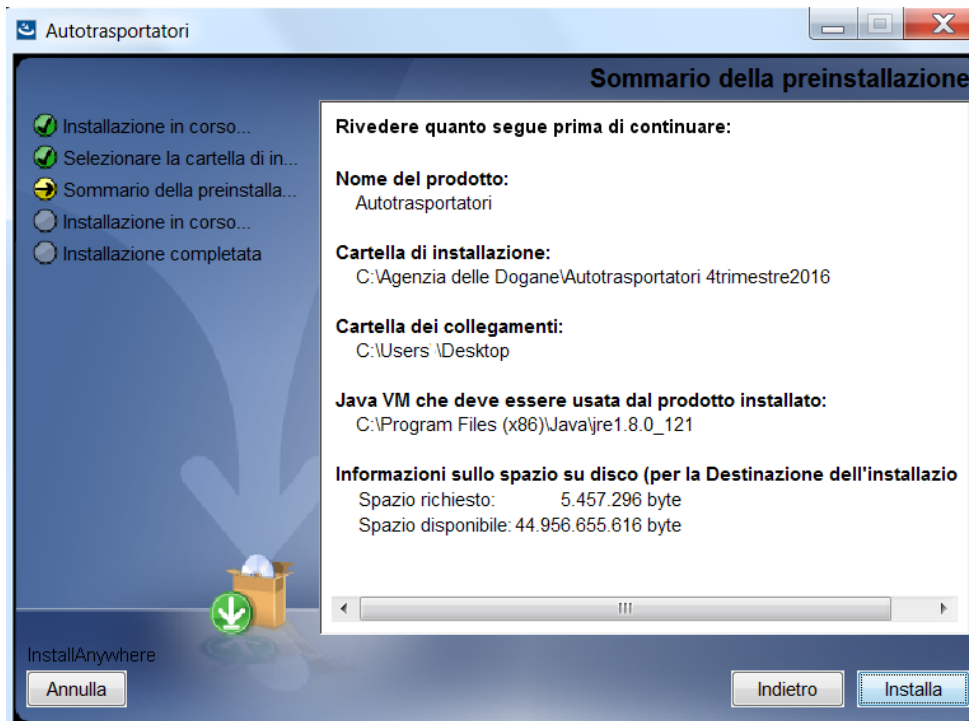 Autotrasportatori
Sommario della preinstallazione
Installazione in corso...
Selezionare la cartella di in...
Sommario della preinstalla...
Installazione in corso...
Installazione completata
Rivedere quanto segue prima di continuare:
Nome del prodotto:
Autotrasportatori
Cartella di installazione:
C:\Agenzia delle Dogane\Autotrasportatori 4trimestre2016
Cartella dei collegamenti:
C:\Users' \Desktop
Java VM che deve essere usata dal prodotto installato:
C:\Program Files (x86)\Java\jre1.8.0_121
Informazioni sullo spazio su disco (per la Destinazione dell'installazio
Spazio richiesto: 5.457.296 byte
Spazio disponibile: 44.956.655.616 byte
InstallAnywhere
Annulla
Indietro
Installa